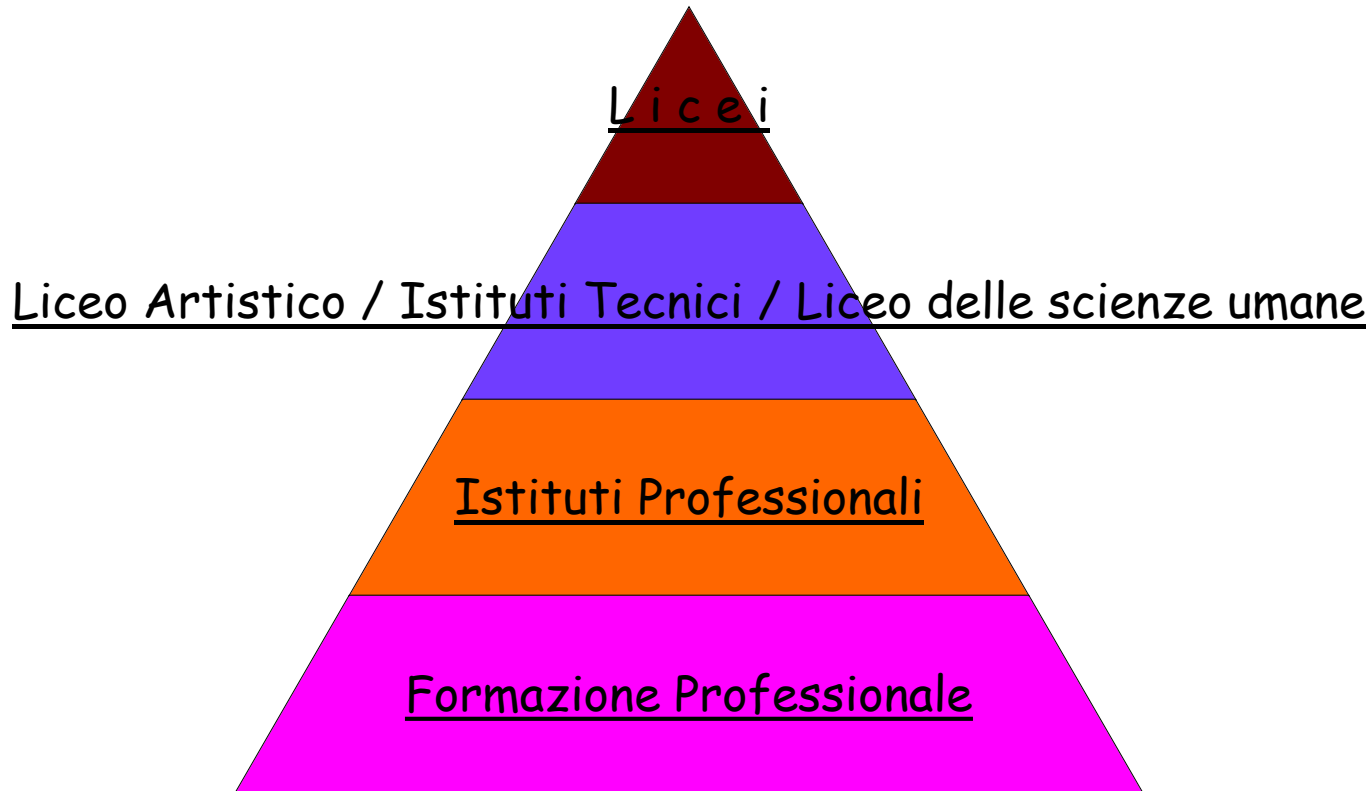 L i c e i
Liceo Artistico / Istituti Tecnici / Liceo delle scienze umane
Istituti Professionali
Formazione Professionale